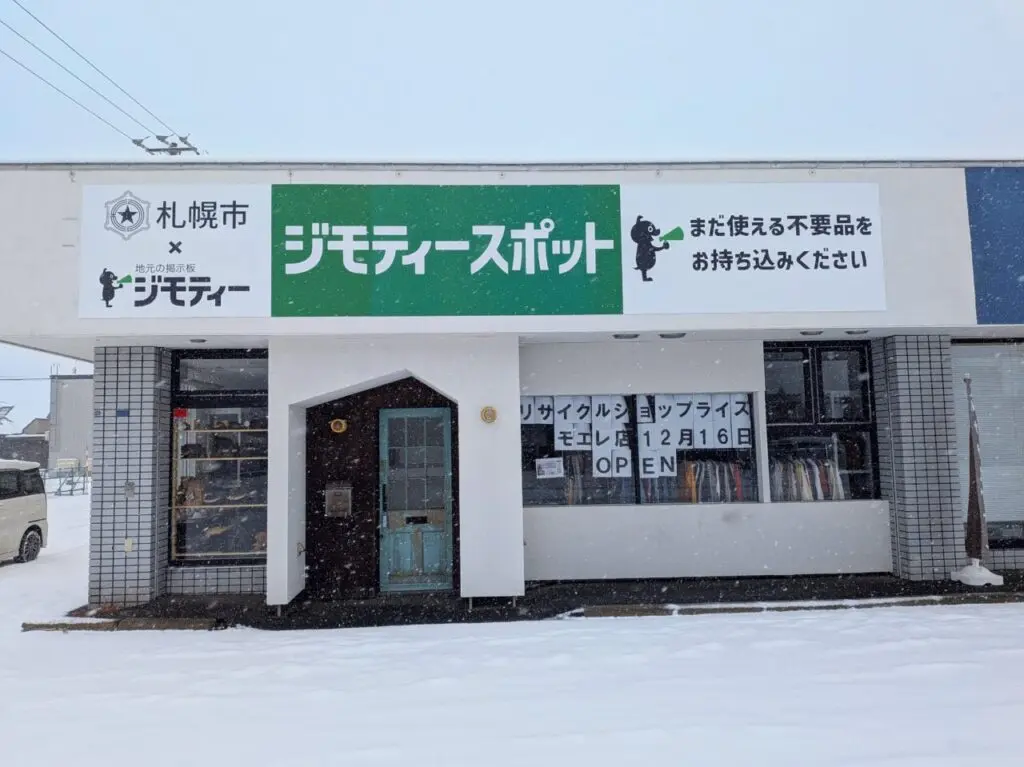 札幌市
×
地元の掲示板
ジモティー
ジモティースポット
まだ使える不要品を
お持ち込みください
リサイクルショップライズ
モエレ店12月16日
OPEN